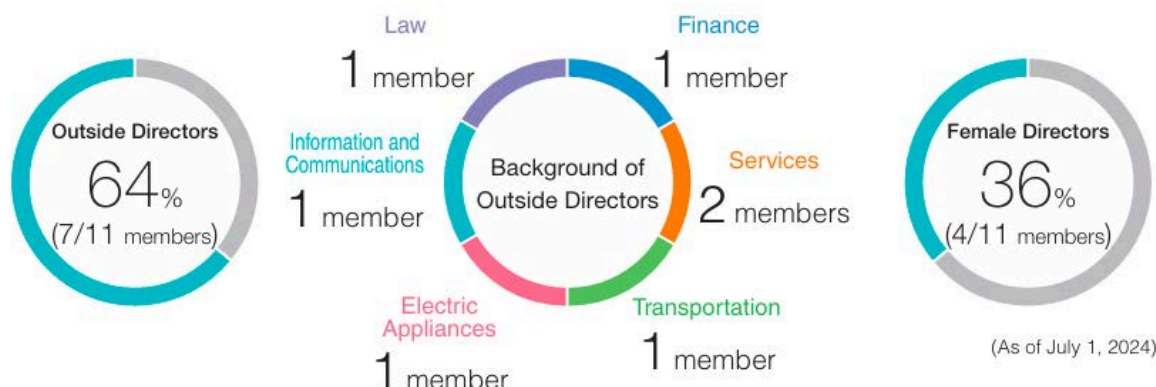 Outside Directors
64%
(7/11 members)
Law
1 member
Finance
1 member
Information and
Communications
1 member
Background of
Outside Directors
Services
2 members
Electric
Appliances
1 member
Transportation
1 member
Female Directors
36%
(4/11 members)
(As of July 1, 2024)